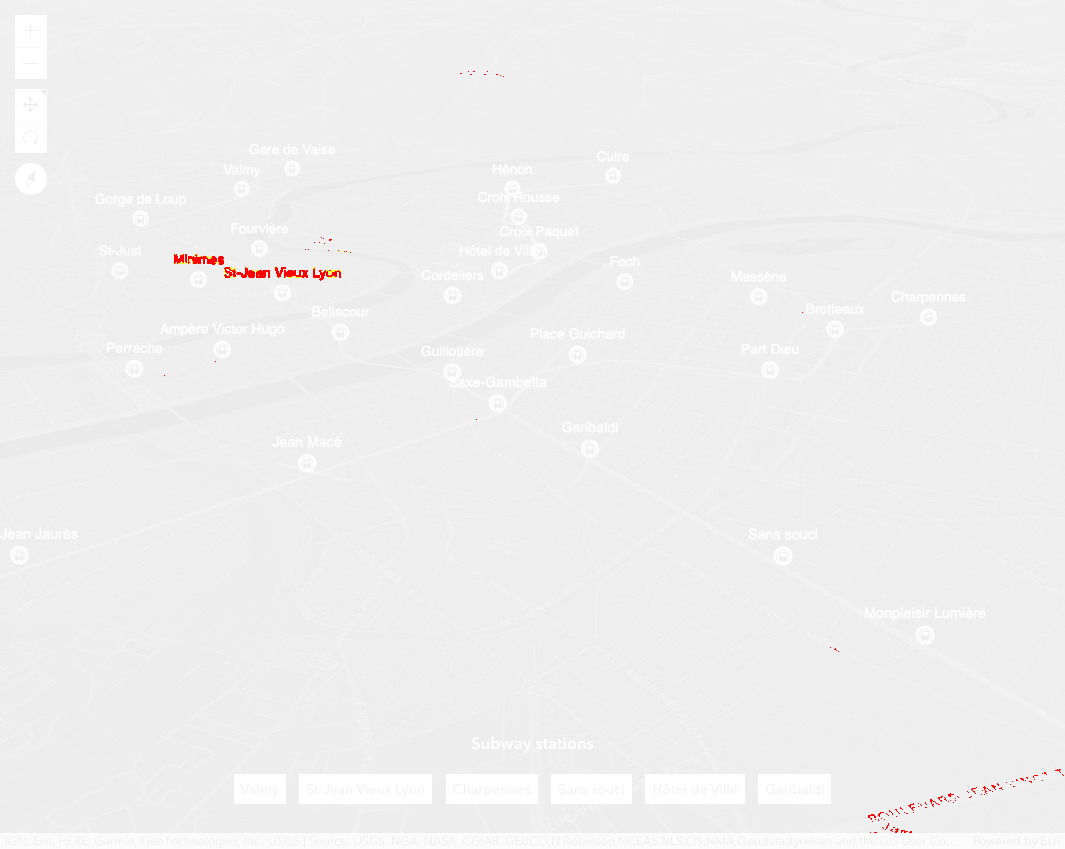 Gare de Vaise
Cuire
Valmy
Hénon
Gorge de Loup
Croix Rousse
Fourvière
Croix Paquet
St-Just
Hôtel de Ville
Minimes
Foch
St-Jean Vieux Lyon
Cordeliers
Masséna
Charpennes
Bellecour
Brotteaux
Ampère Victor Hugo
Place Guichard
Perrache
Guillotière
Part Dieu
Saxe-Gambetta
Garibaldi
Jean Macé
Jean Jaurès
Sans souci
Monplaisir Lumière
Subway stations
Valmy
St-Jean Vieux Lyon
Charpennes
Sans souci
Hôtel de Ville
Garibaldi
BOULEVARD JEAN
IGN, Esri, HERE, Garmin, GeoTechnologies, Inc., USGS | Source: USGS, NGA, NASA, CGIAR, GEBCO,N Robinson,NCEAS,NLS,OS,NMA,Geodatastyrelsen and the GIS User Co...
Powered by Esri